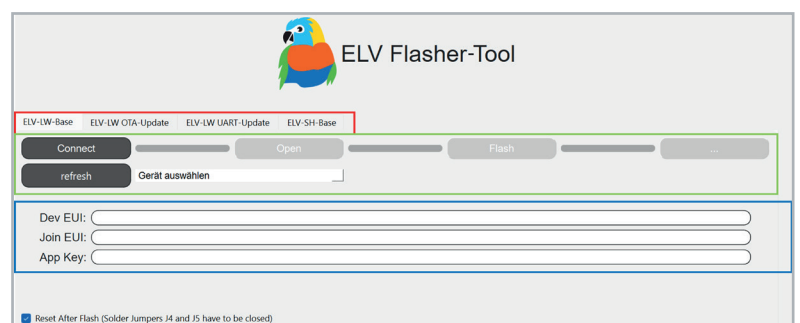 ELV Flasher-Tool
ELV-LW-Base ELV-LW OTA-Update ELV-LW UART-Update ELV-SH-Base
Connect Open Flash ...
refresh Gerät auswählen
Dev EUI:
Join EUI:
App Key:
Reset After Flash (Solder Jumpers J4 and J5 have to be closed)